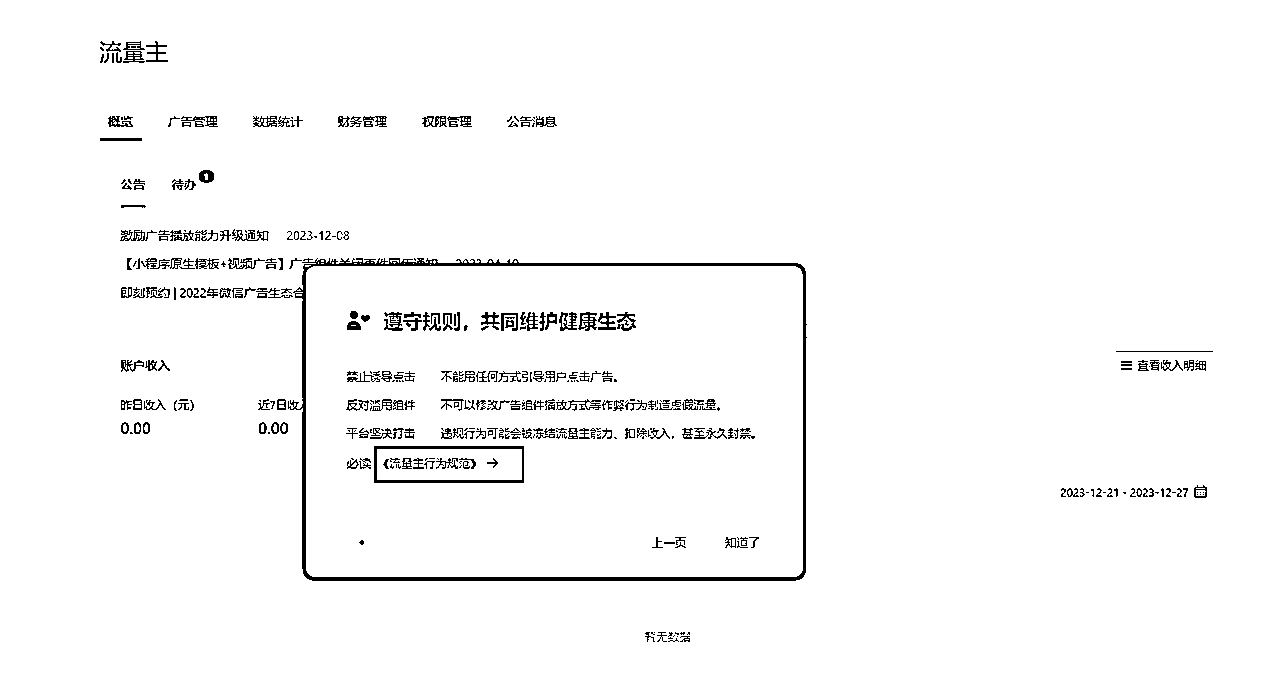 流量主
概览 广告管理 数据统计 财务管理 权限管理 公告消息
公告 待办 1
激励广告播放能力升级通知 2023-12-08
【小程序原生模板+视频广告】广告组件关闭事件回传通知
即刻预约 | 2022年微信广告生态合
遵守规则，共同维护健康生态
账户收入
查看收入明细
禁止诱导点击 不能用任何方式引导用户点击广告。
昨日收入（元） 近7日收入
反对滥用组件 不可以修改广告组件播放方式等作弊行为制造虚假流量。
0.00 0.00
平台坚决打击 违规行为可能会被冻结流量主能力、扣除收入，甚至永久封禁。
必读 《流量主行为规范》 →
2023-12-21 - 2023-12-27
上一页 知道了
暂无数据